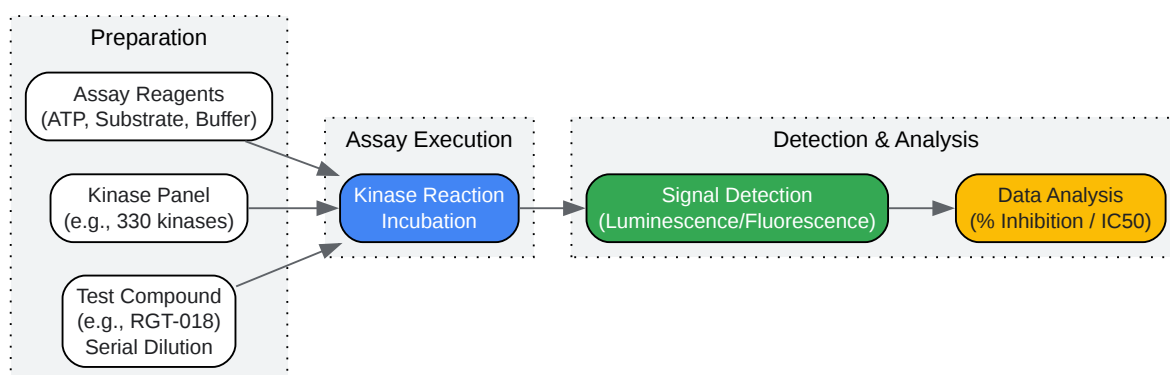 Preparation
Assay Reagents
(ATP, Substrate, Buffer)
Kinase Panel
(e.g., 330 kinases)
Test Compound
(e.g., RGT-018)
Serial Dilution
Assay Execution
Kinase Reaction
Incubation
Detection & Analysis
Signal Detection
(Luminescence/Fluorescence)
Data Analysis
(% Inhibition / IC50)